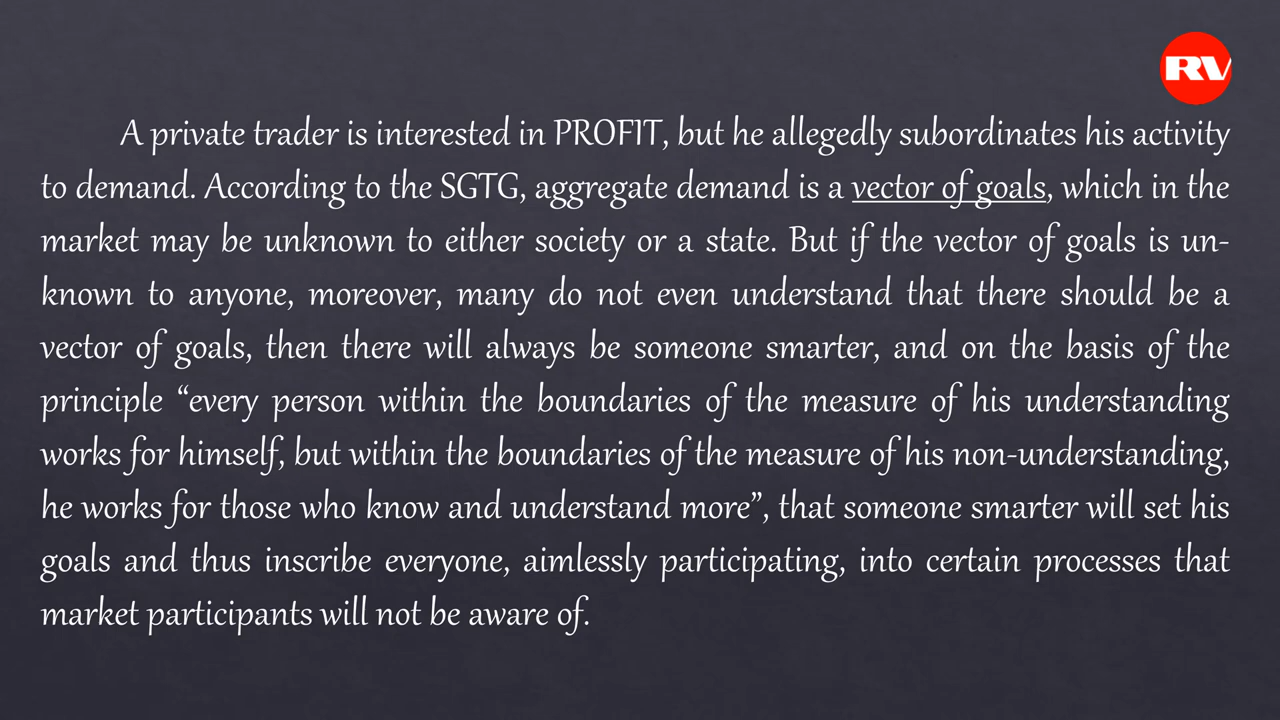 RV
A private trader is interested in PROFIT, but he allegedly subordinates his activity
to demand. According to the SGTG, aggregate demand is a vector of goals, which in the
market may be unknown to either society or a state. But if the vector of goals is un-
known to anyone, moreover, many do not even understand that there should be a
vector of goals, then there will always be someone smarter, and on the basis of the
principle “every person within the boundaries of the measure of his understanding
works for himself, but within the boundaries of the measure of his non-understanding,
he works for those who know and understand more”, that someone smarter will set his
goals and thus inscribe everyone, aimlessly participating, into certain processes that
market participants will not be aware of.